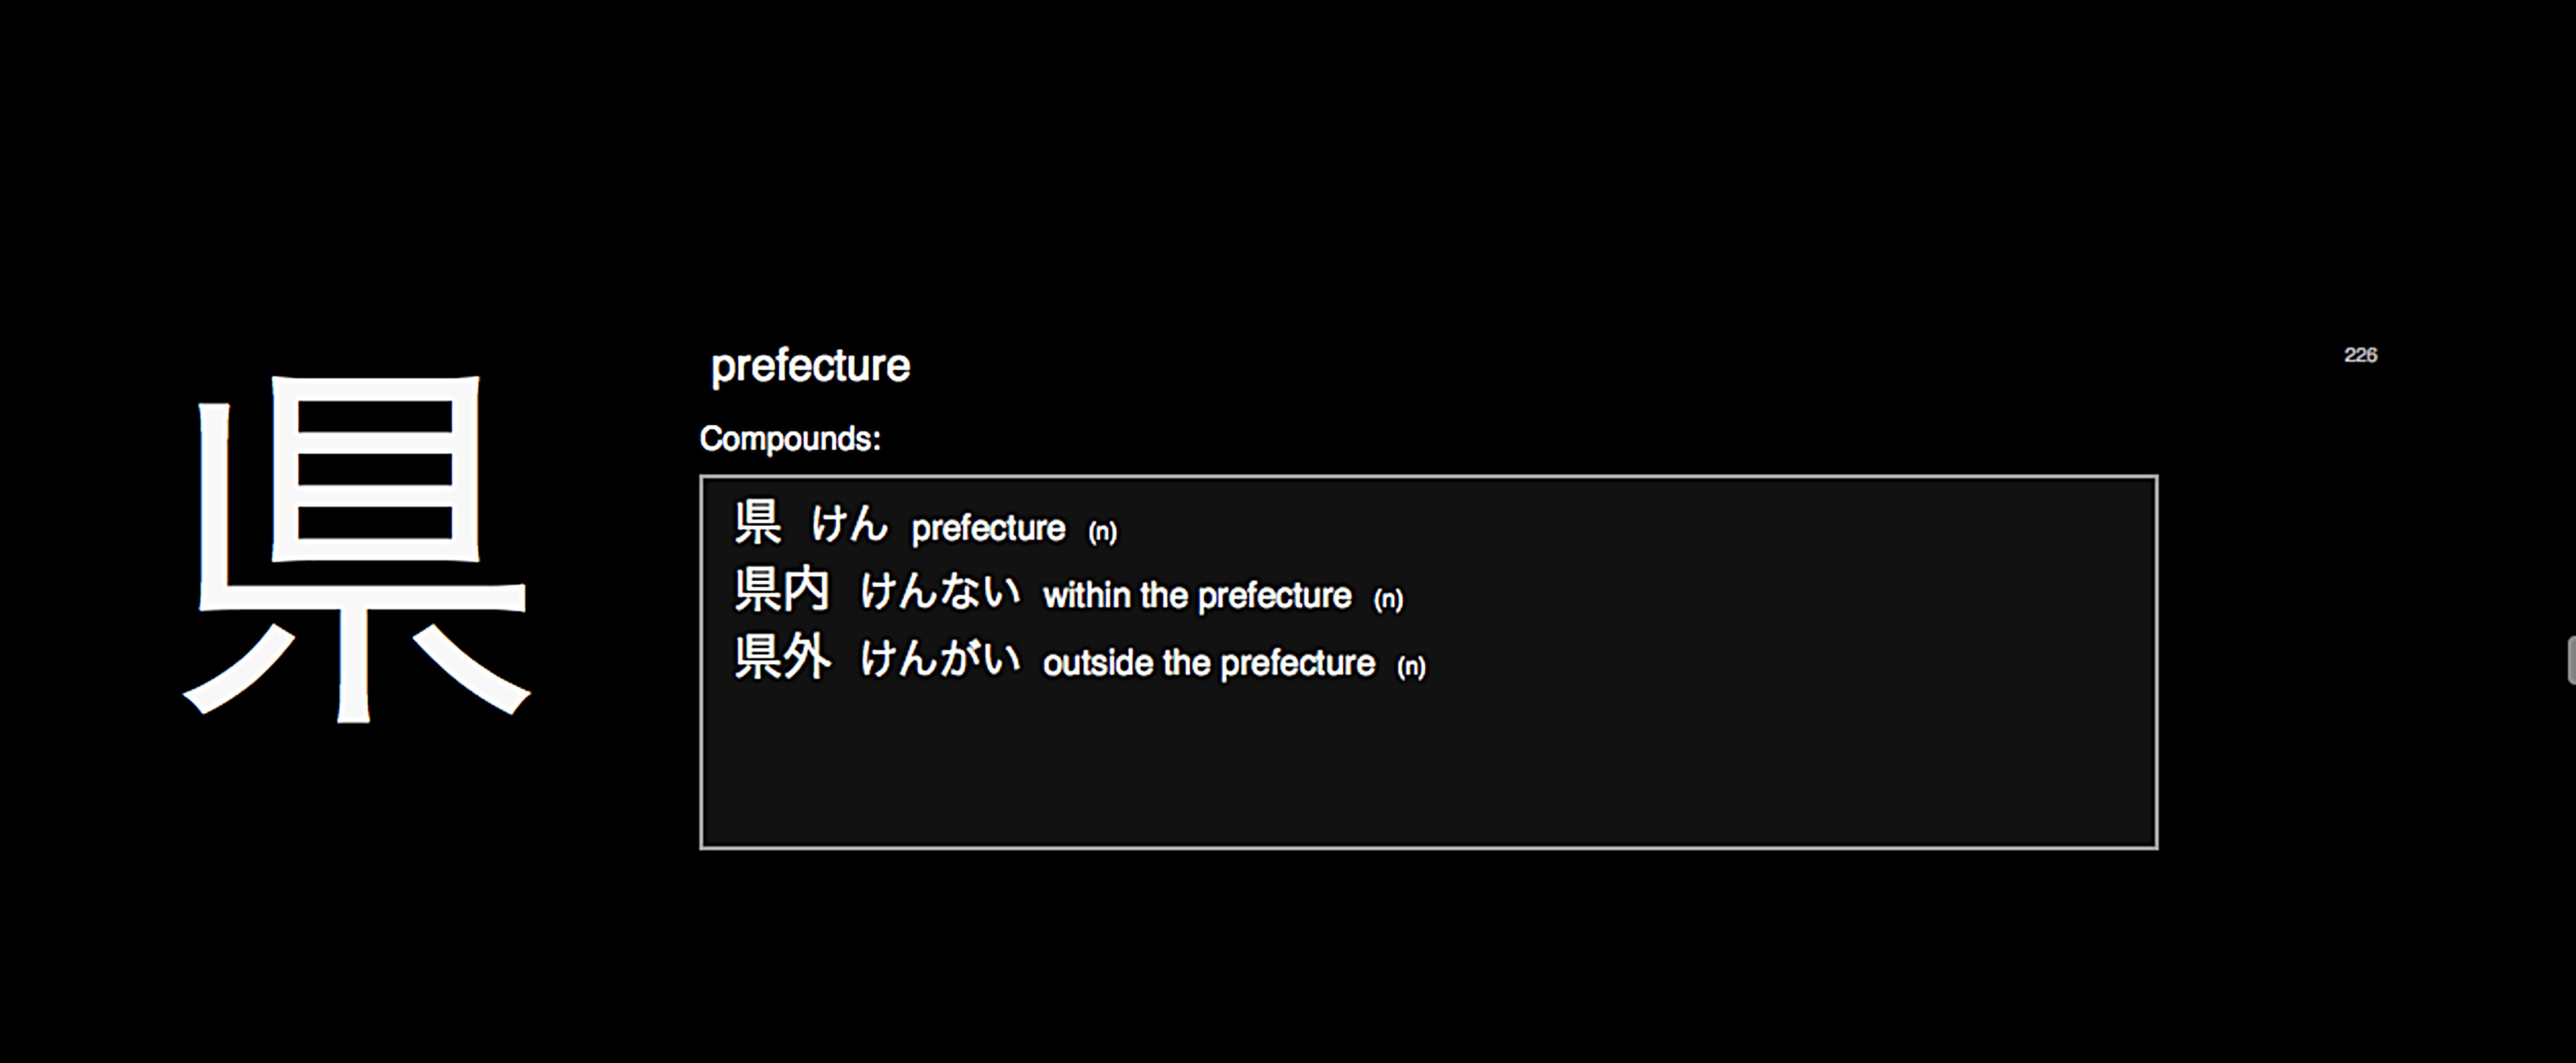 県
prefecture
226
Compounds:
県 けん prefecture (n)
県内 けんない within the prefecture (n)
県外 けんがい outside the prefecture (n)